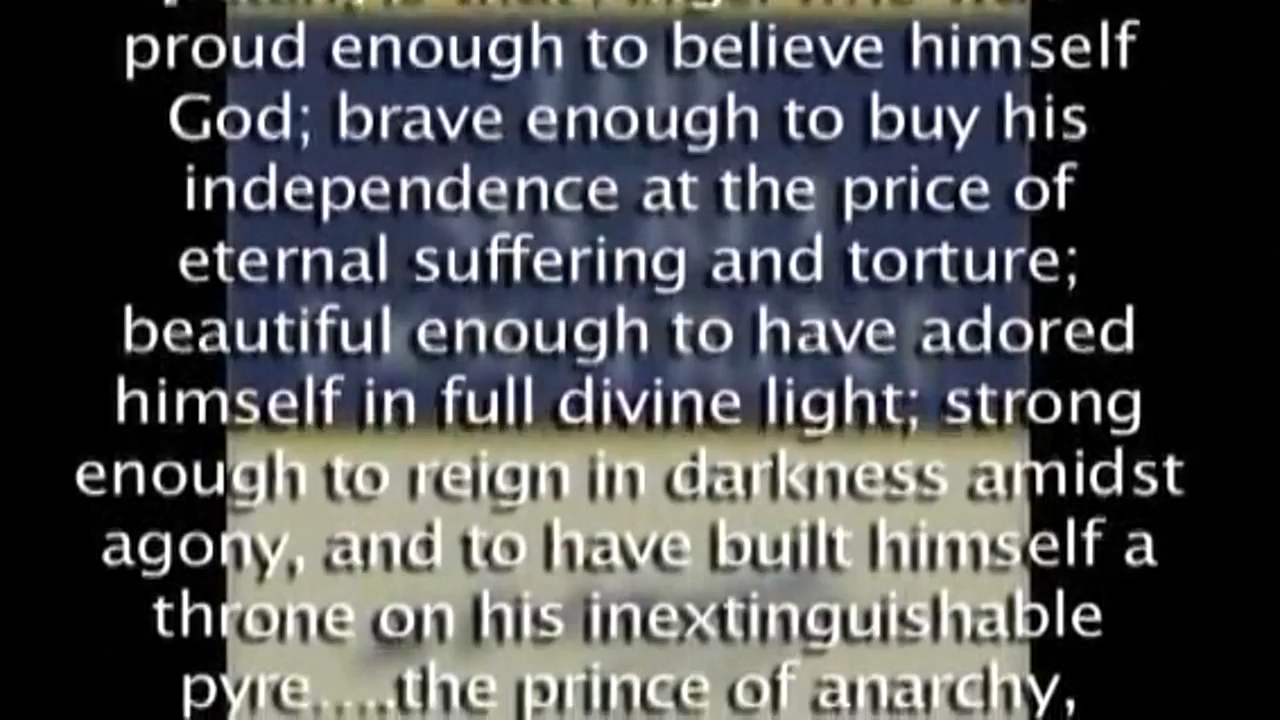 proud enough to believe himself
God; brave enough to buy his
independence at the price of
eternal suffering and torture;
beautiful enough to have adored
himself in full divine light; strong
enough to reign in darkness amidst
agony, and to have built himself a
throne on his inextinguishable
pyre.....the prince of anarchy,